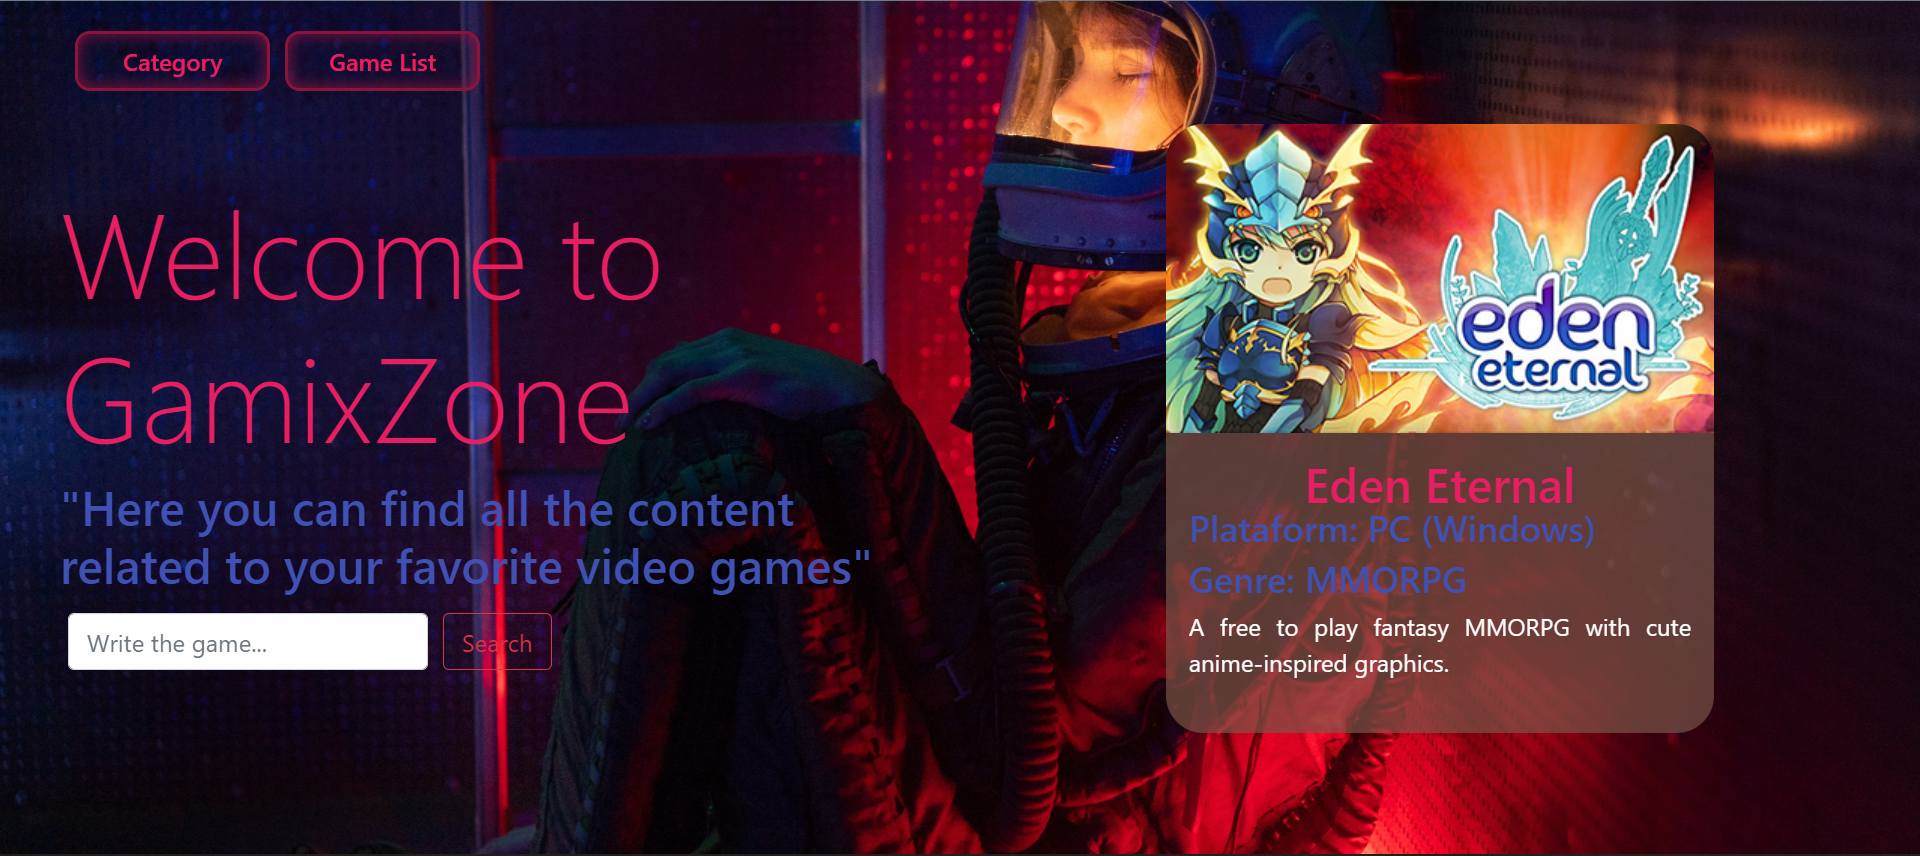 Category
Game List
Welcome to
GamixZone
"Here you can find all the content
related to your favorite video games"
Write the game...
Search
eden
eternal
Eden Eternal
Plataform: PC (Windows)
Genre: MMORPG
A free to play fantasy MMORPG with cute
anime-inspired graphics.